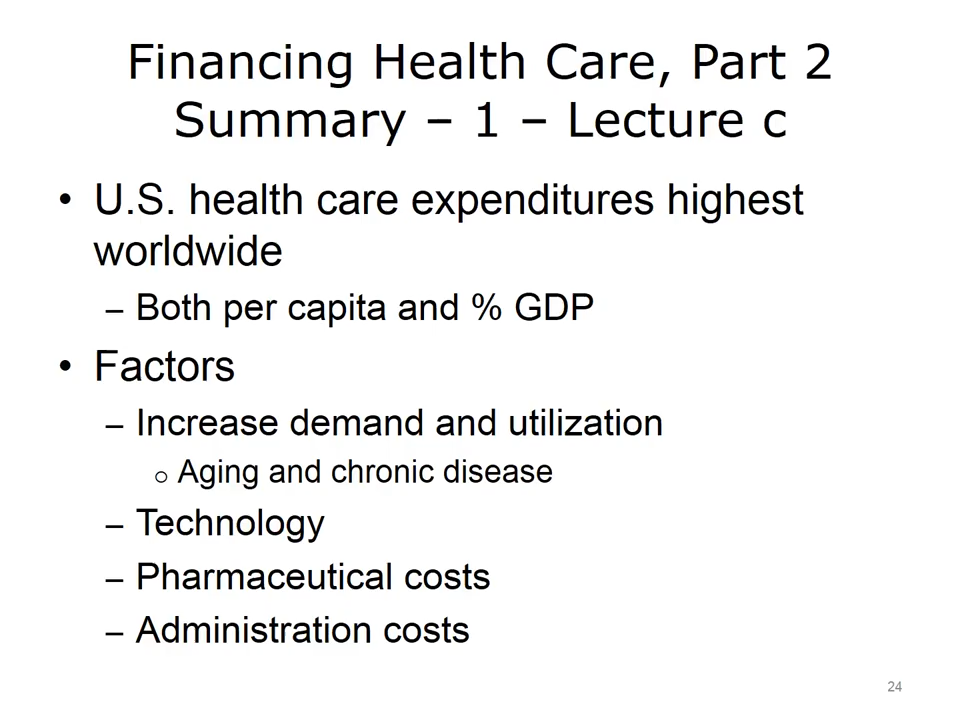 Financing Health Care, Part 2
Summary – 1 – Lecture c
• U.S. health care expenditures highest
worldwide
– Both per capita and % GDP
• Factors
– Increase demand and utilization
o Aging and chronic disease
– Technology
– Pharmaceutical costs
– Administration costs
24